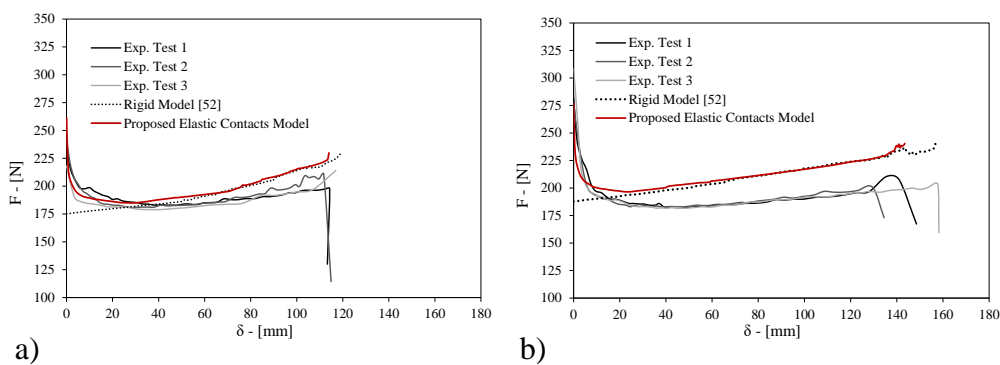 350
300
250
225
200
175
150
125
100
F - [N]
Exp. Test 1
Exp. Test 2
Exp. Test 3
Rigid Model [52]
Proposed Elastic Contacts Model
0 20 40 60 80 100 120 140 160 180
δ - [mm]
a)
350
325
300
275
250
225
200
175
150
125
100
F - [N]
Exp. Test 1
Exp. Test 2
Exp. Test 3
Rigid Model [52]
Proposed Elastic Contacts Model
0 20 40 60 80 100 120 140 160 180
δ - [mm]
b)